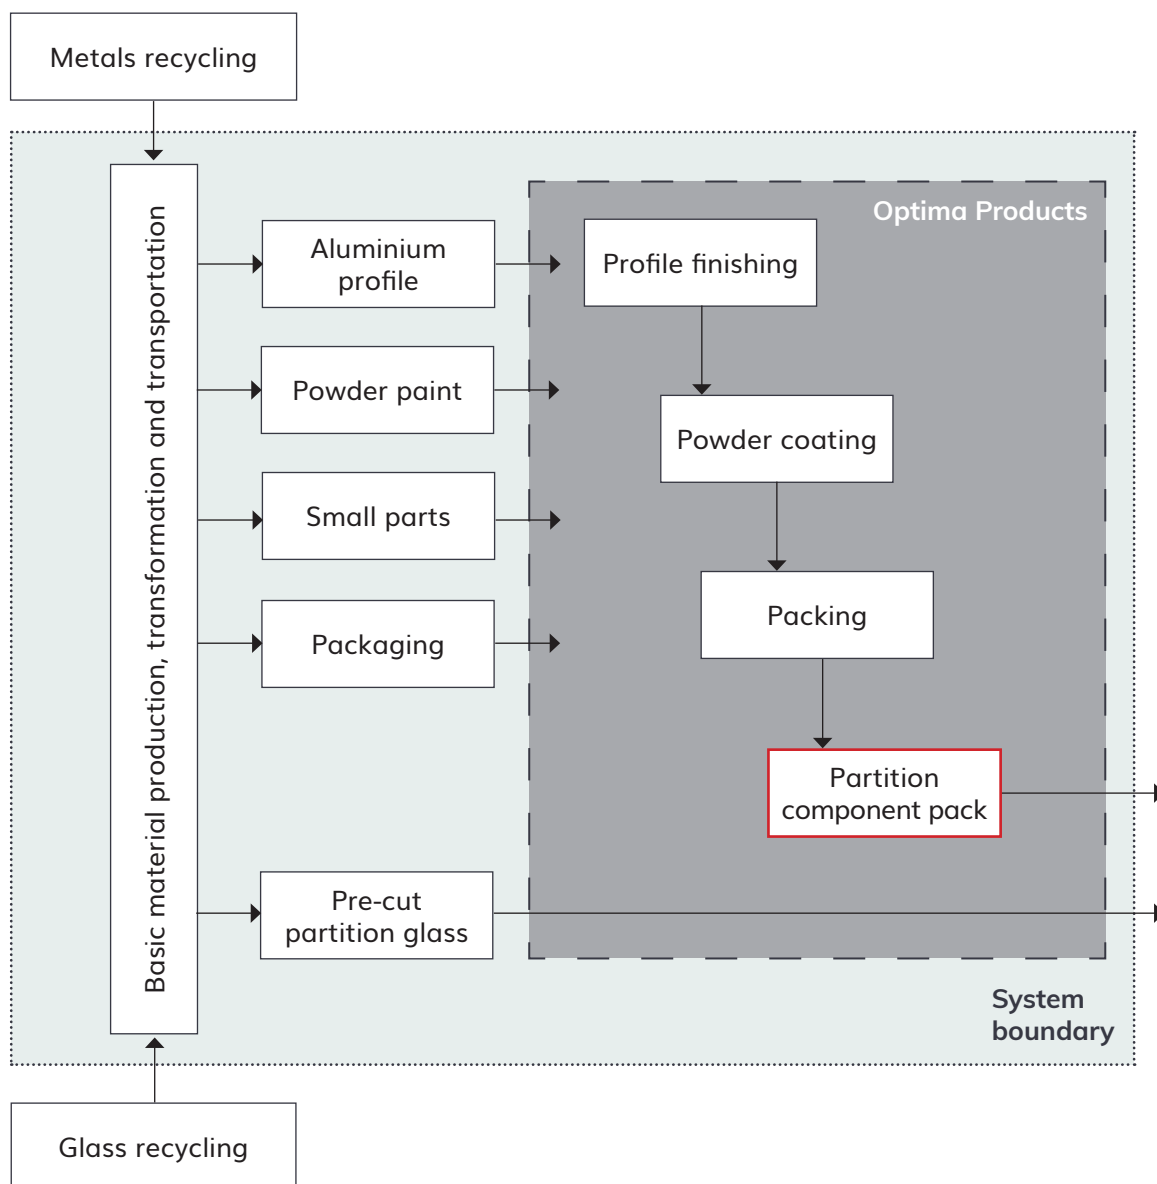 Metals recycling
Basic material production, transformation and transportation
Optima Products
Aluminium
profile
Profile finishing
Powder paint
Powder coating
Small parts
Packing
Packaging
Partition
component pack
Pre-cut
partition glass
System
boundary
Glass recycling